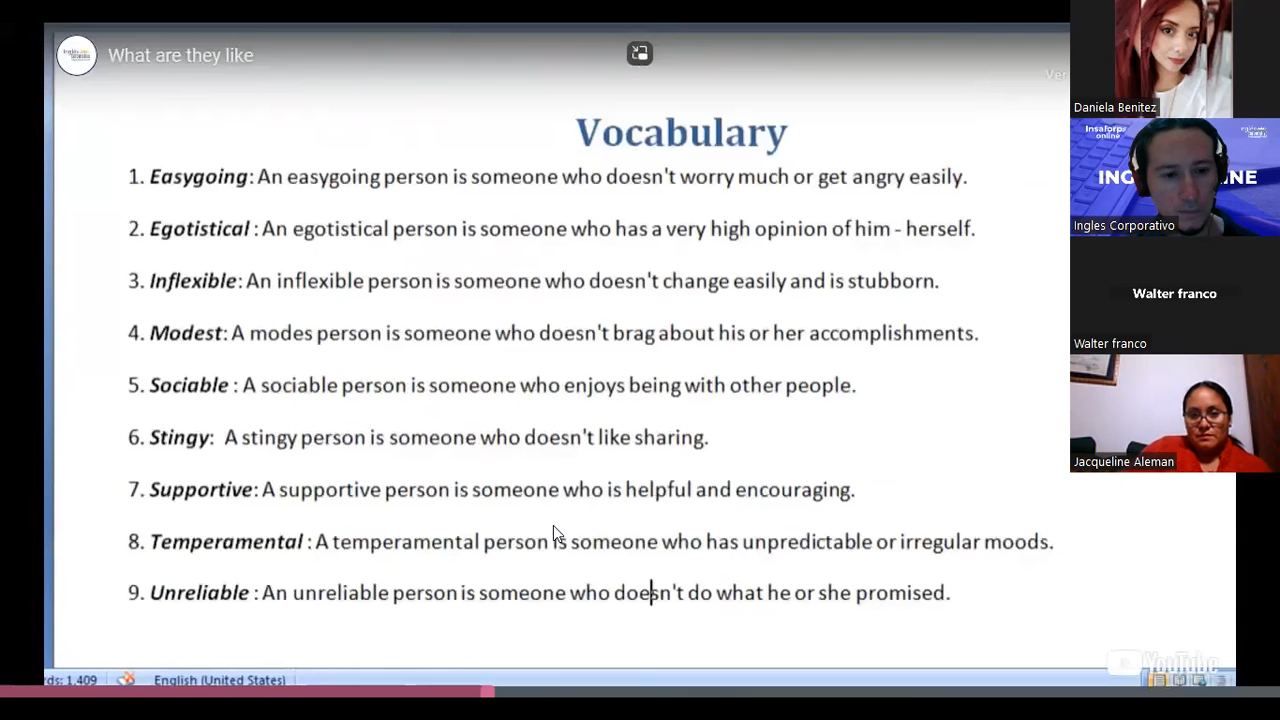 What are they like
Ver
Vocabulary
1. Easygoing: An easygoing person is someone who doesn't worry much or get angry easily.
2. Egotistical : An egotistical person is someone who has a very high opinion of him - herself.
3. Inflexible: An inflexible person is someone who doesn't change easily and is stubborn.
4. Modest: A modes person is someone who doesn't brag about his or her accomplishments.
5. Sociable : A sociable person is someone who enjoys being with other people.
6. Stingy: A stingy person is someone who doesn't like sharing.
7. Supportive: A supportive person is someone who is helpful and encouraging.
8. Temperamental : A temperamental person is someone who has unpredictable or irregular moods.
9. Unreliable : An unreliable person is someone who doesn't do what he or she promised.
rds: 1,409
English (United States)
YouTube
Daniela Benitez
Insaforp
online
ING
NE
Ingles Corporativo
Walter franco
Walter franco
Jacqueline Aleman